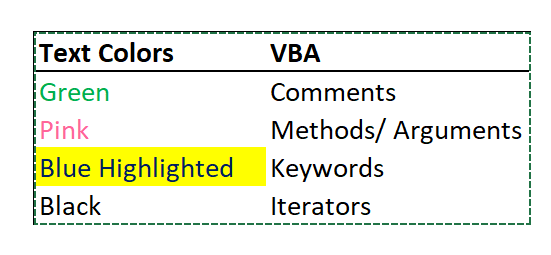 Text Colors VBA
Green Comments
Pink Methods/ Arguments
Blue Highlighted Keywords
Black Iterators